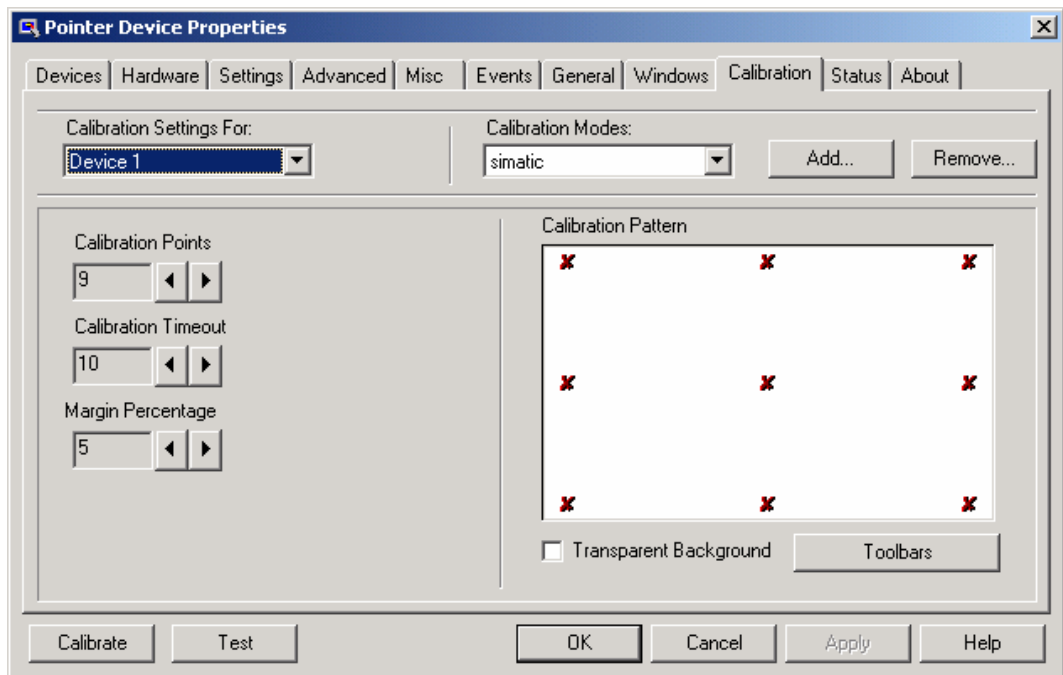 Pointer Device Properties
Devices Hardware Settings Advanced Misc Events General Windows Calibration Status About
Calibration Settings For: Calibration Modes:
Device 1 simatic Add... Remove...
Calibration Points Calibration Pattern
9
Calibration Timeout
10
Margin Percentage
5
Transparent Background Toolbars
Calibrate Test OK Cancel Apply Help